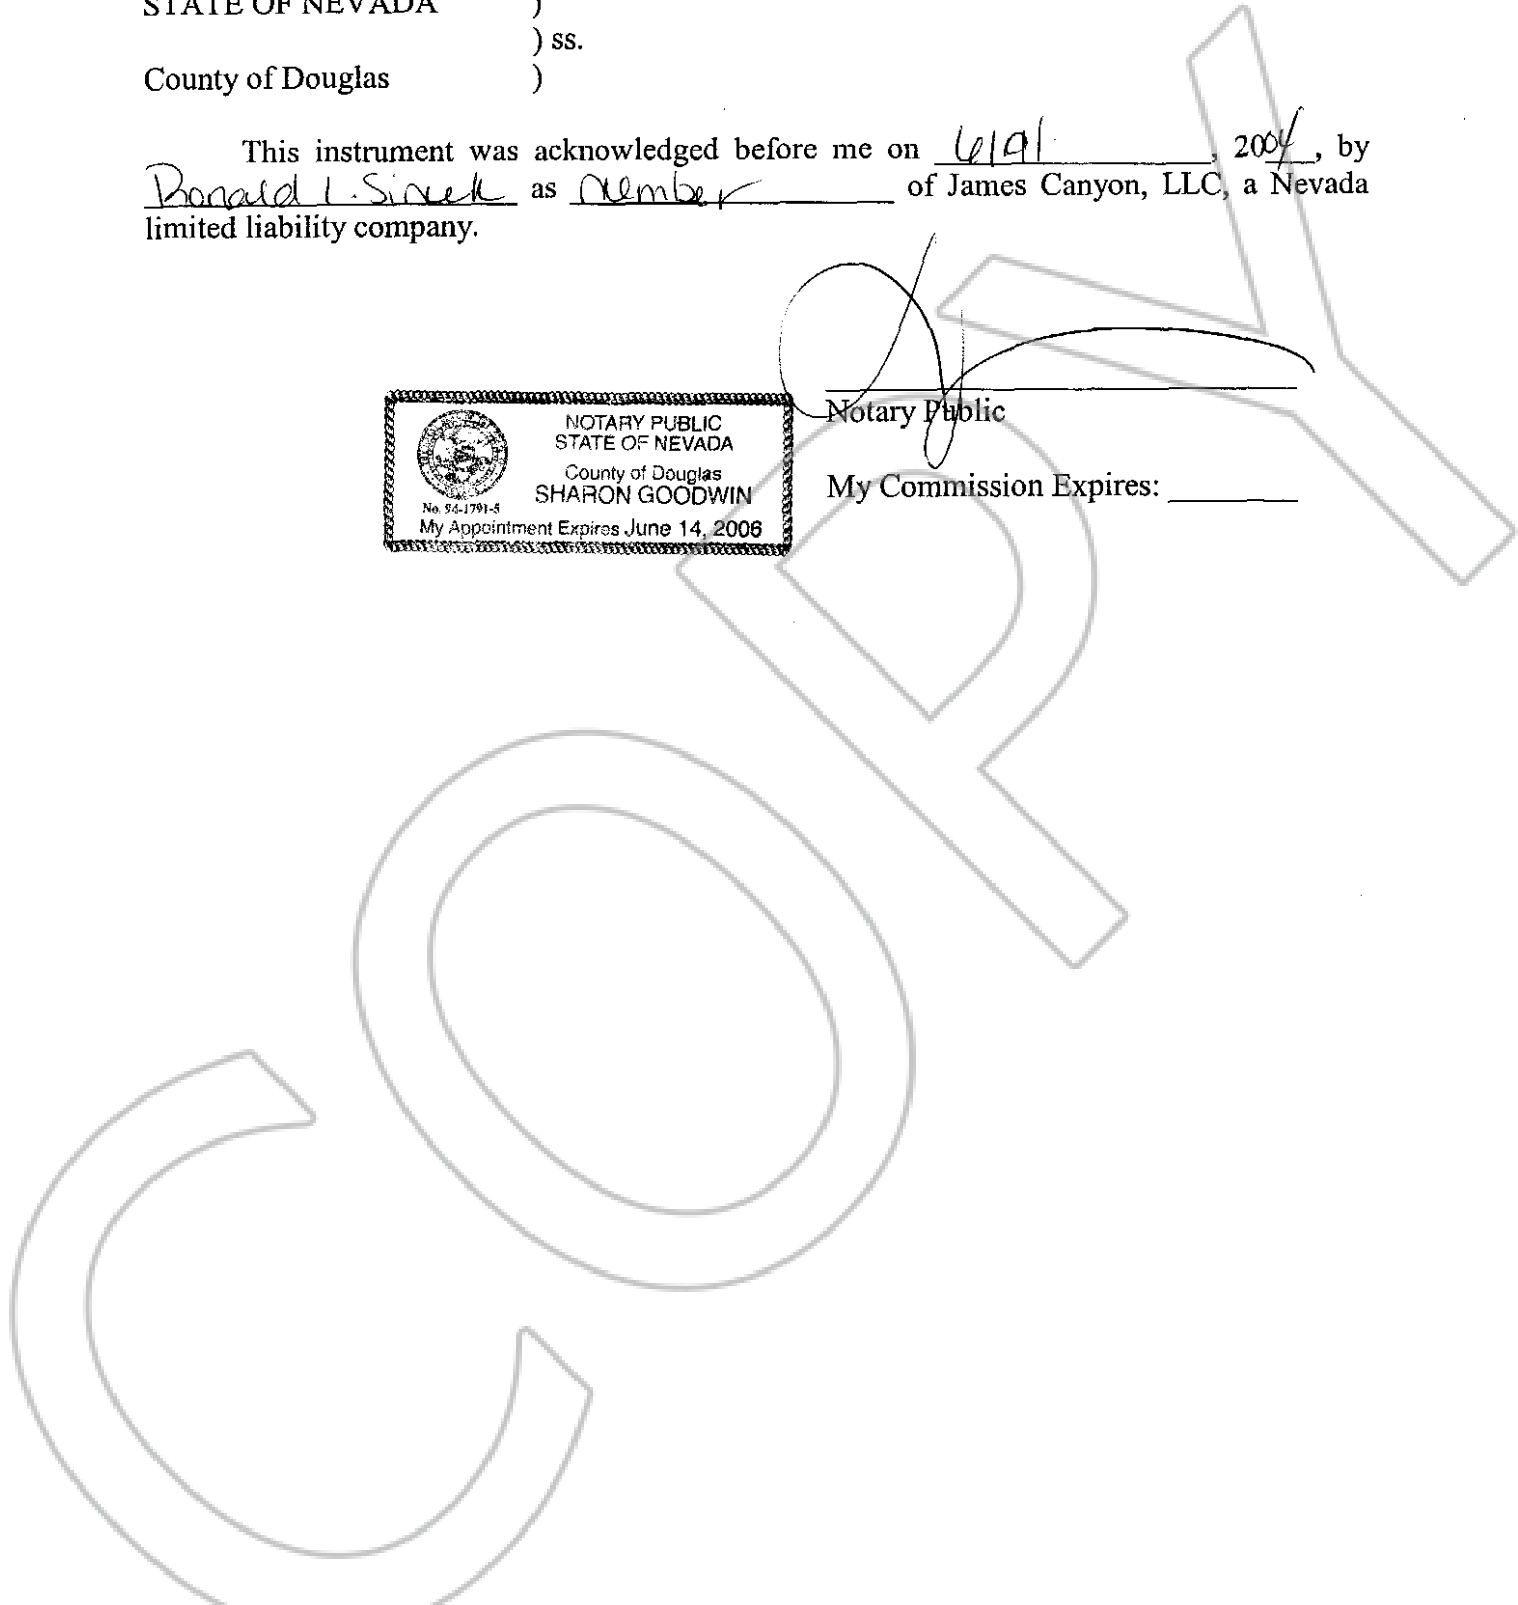 STATE OF NEVADA )
) ss.
County of Douglas )
This instrument was acknowledged before me on 6/9/ , 2004, by
Ronald L. Simek as member of James Canyon, LLC, a Nevada
limited liability company.
Notary Public
NOTARY PUBLIC
STATE OF NEVADA
County of Douglas
SHARON GOODWIN
No. 94-1791-5
My Appointment Expires June 14, 2006
My Commission Expires:
COPY